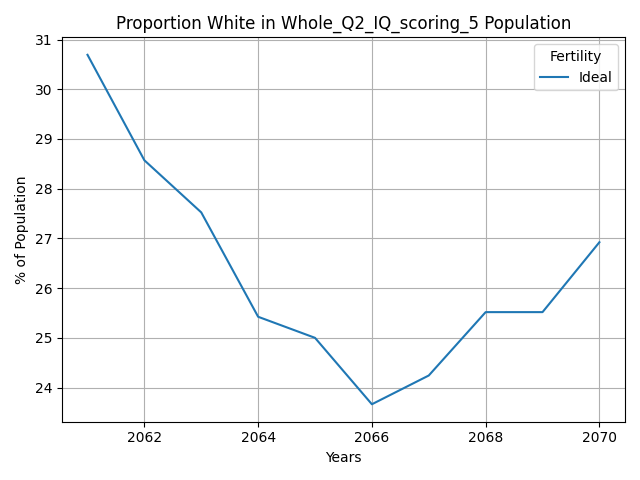 Proportion White in Whole_Q2_IQ_scoring_5 Population
Fertility
Ideal
% of Population
31
30
29
28
27
26
25
24
2062
2064
2066
2068
2070
Years